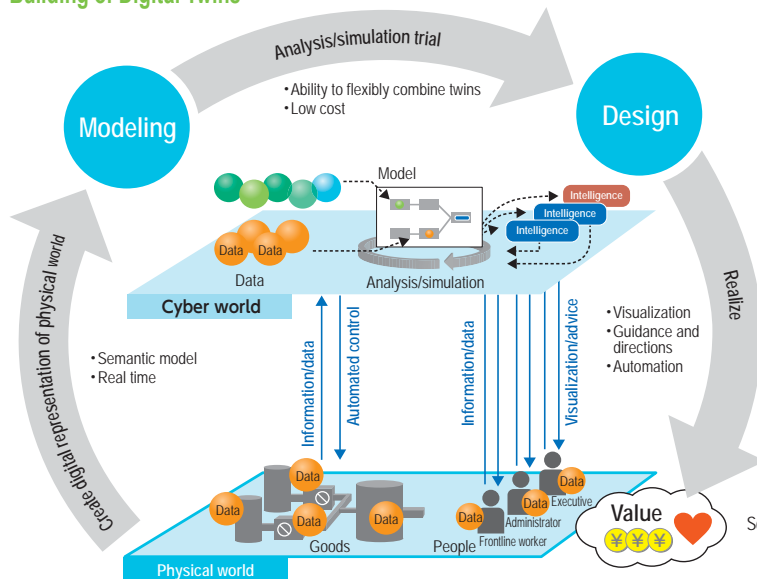 Building of Digital Twins
Analysis/simulation trial
• Ability to flexibly combine twins
• Low cost
Modeling
Design
Model
Intelligence
Intelligence
Intelligence
Data
Data
Data
Analysis/simulation
Cyber world
Create digital representation of physical world
• Semantic model
• Real time
Information/data
Automated control
Information/data
Visualization/advice
Realize
• Visualization
• Guidance and
directions
• Automation
Data
Data
Data
Data
Data
Data
Data
Executive
Administrator
Frontline worker
Goods
People
Physical world
Value
¥ ¥ ¥